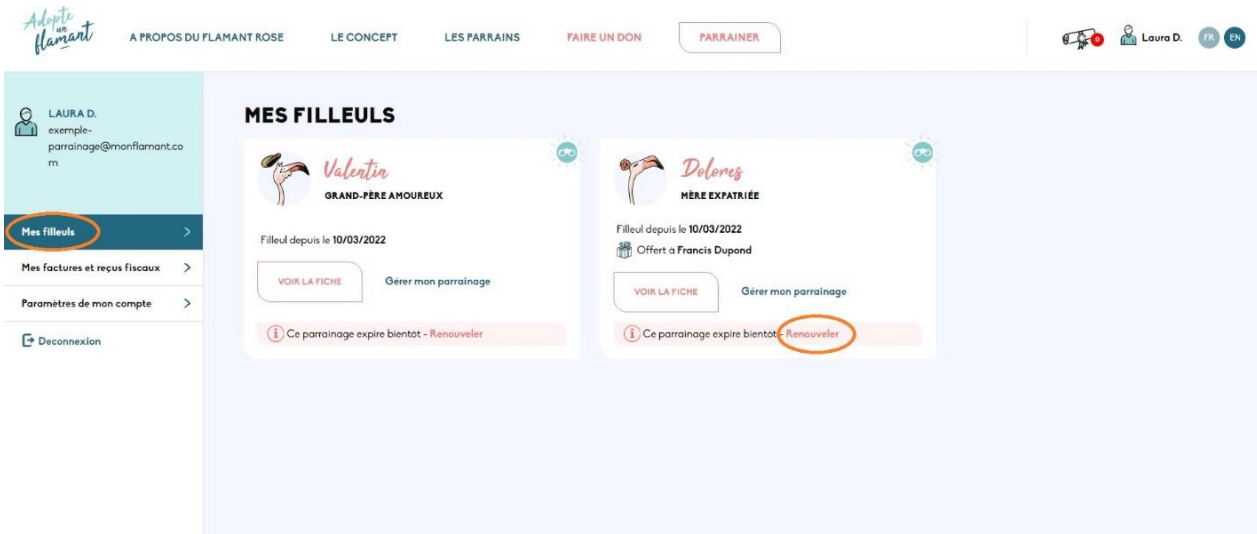 Adopte
un
flamant
A PROPOS DU FLAMANT ROSE
LE CONCEPT
LES PARRAINS
FAIRE UN DON
PARRAINER
0
Laura D.
FR
EN
LAURA D.
exemple-
parrainage@monflamant.co
m
Mes filleuls
Mes factures et reçus fiscaux
Paramètres de mon compte
Deconnexion
MES FILLEULS
Valentin
GRAND-PÈRE AMOUREUX
Filleul depuis le 10/03/2022
VOIR LA FICHE
Gérer mon parrainage
Ce parrainage expire bientôt - Renouveler
Dolores
MÈRE EXPATRIÉE
Filleul depuis le 10/03/2022
Offert à Francis Dupond
VOIR LA FICHE
Gérer mon parrainage
Ce parrainage expire bientôt - Renouveler